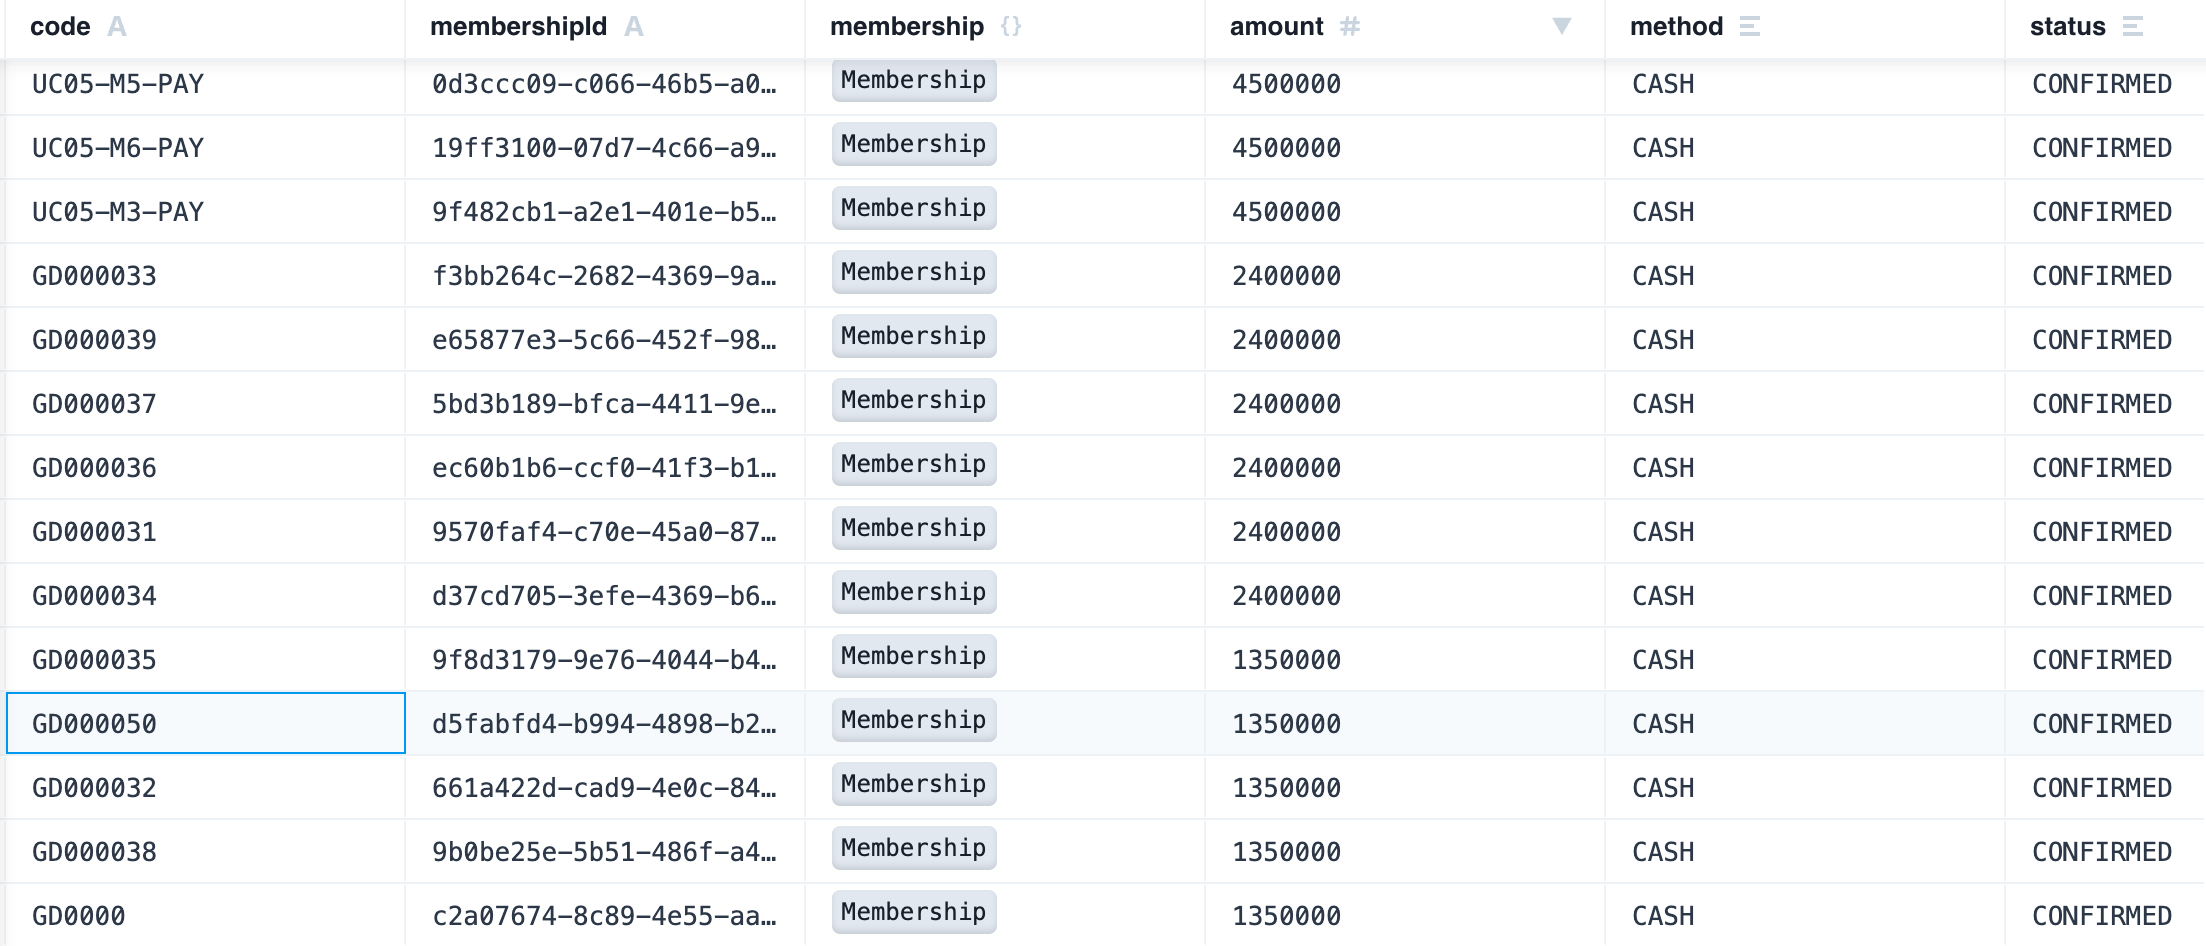 code A membershipId A membership {} amount # ▼ method status
UC05-M5-PAY 0d3ccc09-c066-46b5-a0… Membership 4500000 CASH CONFIRMED
UC05-M6-PAY 19ff3100-07d7-4c66-a9… Membership 4500000 CASH CONFIRMED
UC05-M3-PAY 9f482cb1-a2e1-401e-b5… Membership 4500000 CASH CONFIRMED
GD000033 f3bb264c-2682-4369-9a… Membership 2400000 CASH CONFIRMED
GD000039 e65877e3-5c66-452f-98… Membership 2400000 CASH CONFIRMED
GD000037 5bd3b189-bfca-4411-9e… Membership 2400000 CASH CONFIRMED
GD000036 ec60b1b6-ccf0-41f3-b1… Membership 2400000 CASH CONFIRMED
GD000031 9570faf4-c70e-45a0-87… Membership 2400000 CASH CONFIRMED
GD000034 d37cd705-3efe-4369-b6… Membership 2400000 CASH CONFIRMED
GD000035 9f8d3179-9e76-4044-b4… Membership 1350000 CASH CONFIRMED
GD000050 d5fabfd4-b994-4898-b2… Membership 1350000 CASH CONFIRMED
GD000032 661a422d-cad9-4e0c-84… Membership 1350000 CASH CONFIRMED
GD000038 9b0be25e-5b51-486f-a4… Membership 1350000 CASH CONFIRMED
GD0000 c2a07674-8c89-4e55-aa… Membership 1350000 CASH CONFIRMED